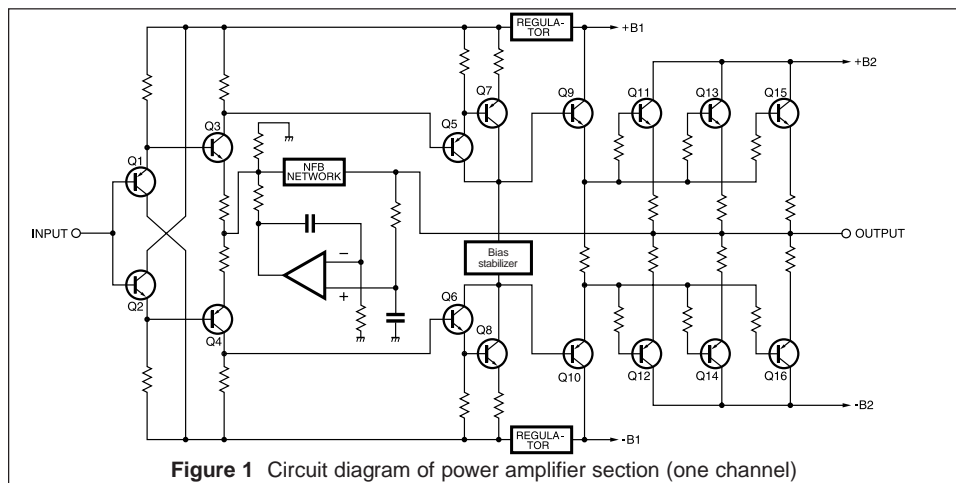 REGULA-
TOR
+B1
+B2
Q7
Q9
Q11
Q13
Q15
Q5
Q3
Q1
NFB
NETWORK
INPUT
OUTPUT
Bias
stabilizer
−
+
Q2
Q6
Q8
Q4
Q10
Q12
Q14
Q16
-B2
REGULA-
TOR
-B1
Figure 1 Circuit diagram of power amplifier section (one channel)